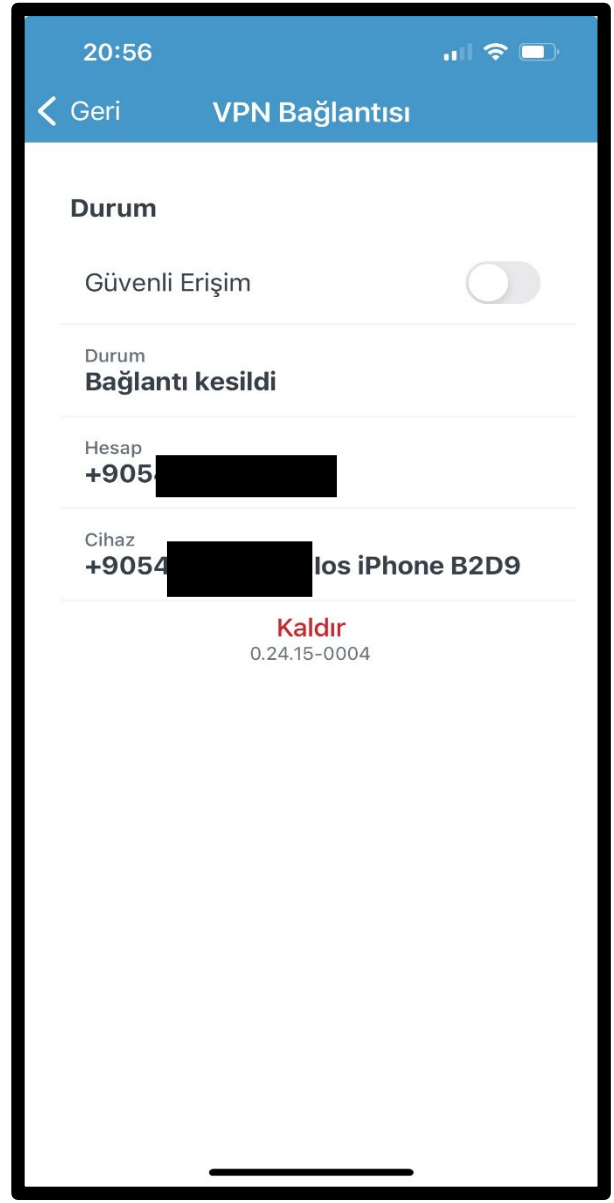 20:56
Geri VPN Bağlantısı
Durum
Güvenli Erişim
Durum
Bağlantı kesildi
Hesap
+905
Cihaz
+9054 Ios iPhone B2D9
Kaldır
0.24.15-0004